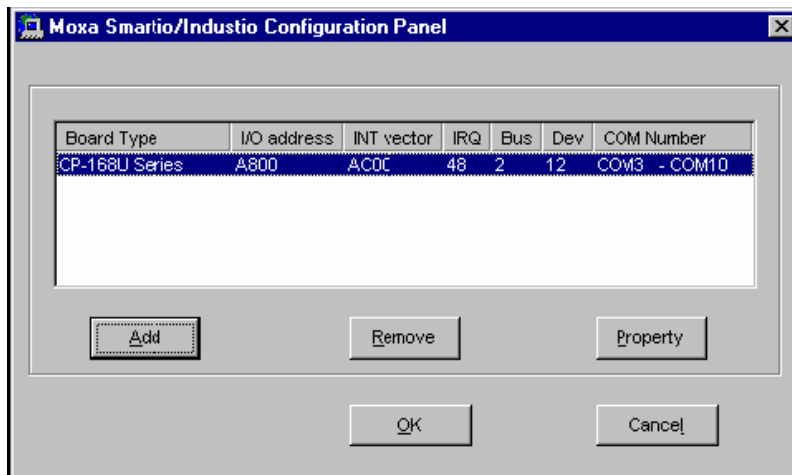 Moxa Smartio/Industio Configuration Panel
Board Type I/O address INT vector IRQ Bus Dev COM Number
CP-168U Series A800 AC00 48 2 12 COM3 - COM10
Add Remove Property
OK Cancel